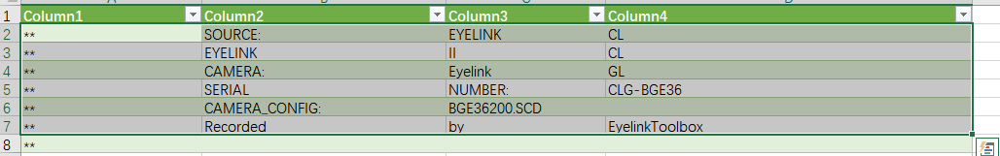 1 Column1 Column2 Column3 Column4
2 ** SOURCE: EYELINK CL
3 ** EYELINK II CL
4 ** CAMERA: Eyelink GL
5 ** SERIAL NUMBER: CLG-BGE36
6 ** CAMERA_CONFIG: BGE36200.SCD
7 ** Recorded by EyelinkToolbox
8 **